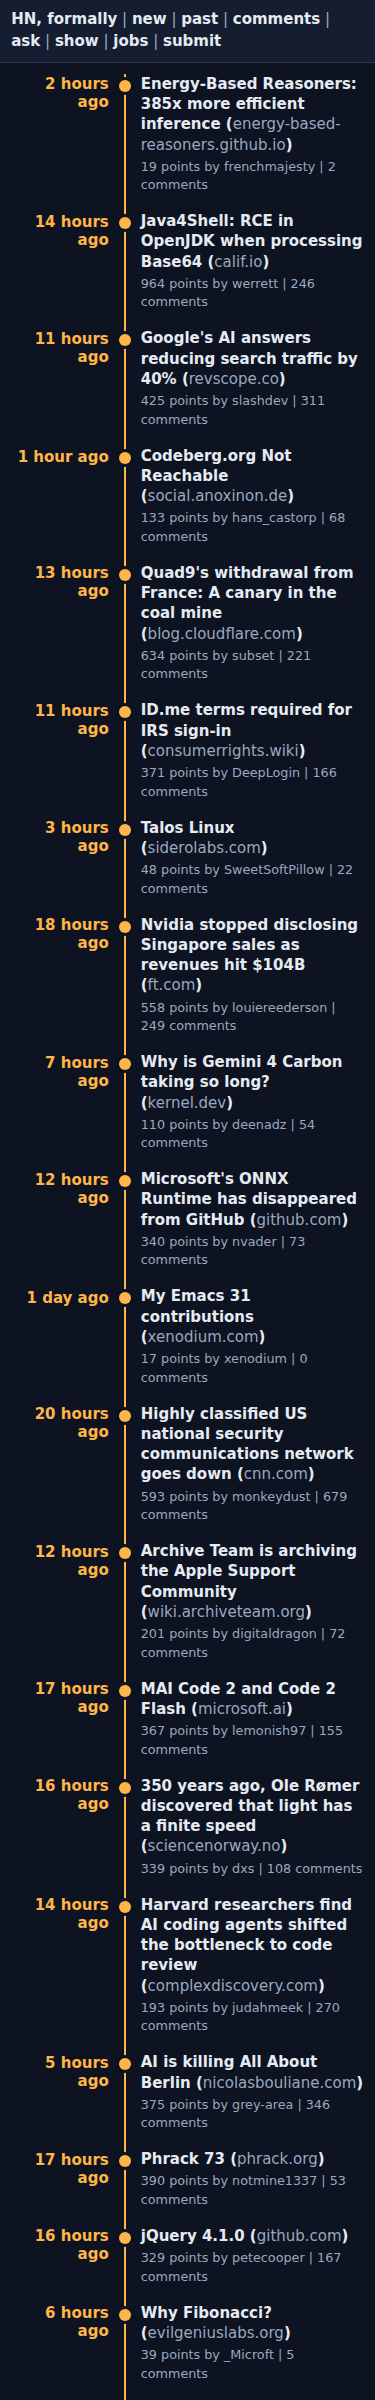 HN, formally | new | past | comments |
ask | show | jobs | submit
2 hours
ago
Energy-Based Reasoners:
385x more efficient
inference (energy-based-
reasoners.github.io)
19 points by frenchmajesty | 2
comments
14 hours
ago
Java4Shell: RCE in
OpenJDK when processing
Base64 (calif.io)
964 points by werrett | 246
comments
11 hours
ago
Google's AI answers
reducing search traffic by
40% (revscope.co)
425 points by slashdev | 311
comments
1 hour ago
Codeberg.org Not
Reachable
(social.anoxinon.de)
133 points by hans_castorp | 68
comments
13 hours
ago
Quad9's withdrawal from
France: A canary in the
coal mine
(blog.cloudflare.com)
634 points by subset | 221
comments
11 hours
ago
ID.me terms required for
IRS sign-in
(consumerrights.wiki)
371 points by DeepLogin | 166
comments
3 hours
ago
Talos Linux
(siderolabs.com)
48 points by SweetSoftPillow | 22
comments
18 hours
ago
Nvidia stopped disclosing
Singapore sales as
revenues hit $104B
(ft.com)
558 points by louiereederson |
249 comments
7 hours
ago
Why is Gemini 4 Carbon
taking so long?
(kernel.dev)
110 points by deenadz | 54
comments
12 hours
ago
Microsoft's ONNX
Runtime has disappeared
from GitHub (github.com)
340 points by nvader | 73
comments
1 day ago
My Emacs 31
contributions
(xenodium.com)
17 points by xenodium | 0
comments
20 hours
ago
Highly classified US
national security
communications network
goes down (cnn.com)
593 points by monkeydust | 679
comments
12 hours
ago
Archive Team is archiving
the Apple Support
Community
(wiki.archiveteam.org)
201 points by digitaldragon | 72
comments
17 hours
ago
MAI Code 2 and Code 2
Flash (microsoft.ai)
367 points by lemonish97 | 155
comments
16 hours
ago
350 years ago, Ole Rømer
discovered that light has
a finite speed
(sciencenorway.no)
339 points by dxs | 108 comments
14 hours
ago
Harvard researchers find
AI coding agents shifted
the bottleneck to code
review
(complexdiscovery.com)
193 points by judahmeek | 270
comments
5 hours
ago
AI is killing All About
Berlin (nicolasbouliane.com)
375 points by grey-area | 346
comments
17 hours
ago
Phrack 73 (phrack.org)
390 points by notmine1337 | 53
comments
16 hours
ago
jQuery 4.1.0 (github.com)
329 points by petecooper | 167
comments
6 hours
ago
Why Fibonacci?
(evilgeniuslabs.org)
39 points by _Microft | 5
comments